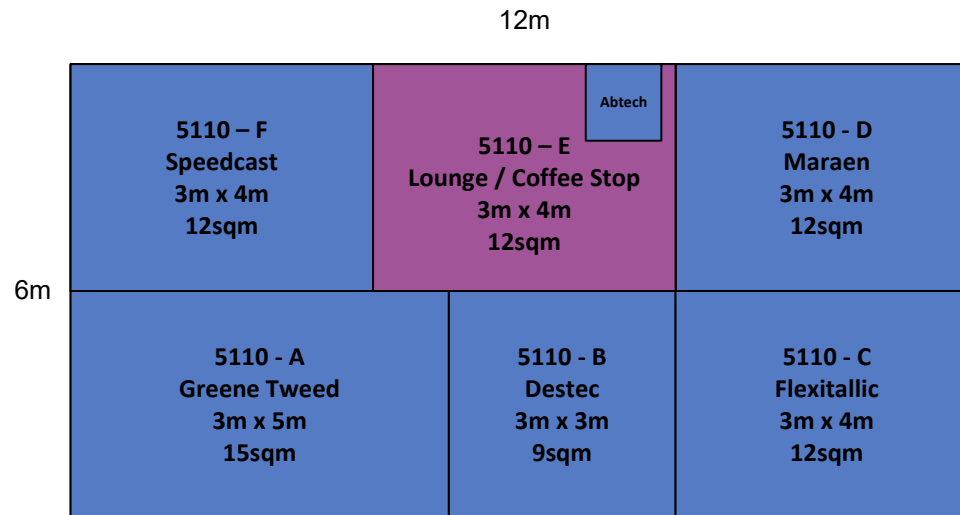 12m
5110 – F
Speedcast
3m x 4m
12sqm
Abtech
5110 – E
Lounge / Coffee Stop
3m x 4m
12sqm
5110 - D
Maraen
3m x 4m
12sqm
6m
5110 - A
Greene Tweed
3m x 5m
15sqm
5110 - B
Destec
3m x 3m
9sqm
5110 - C
Flexitallic
3m x 4m
12sqm